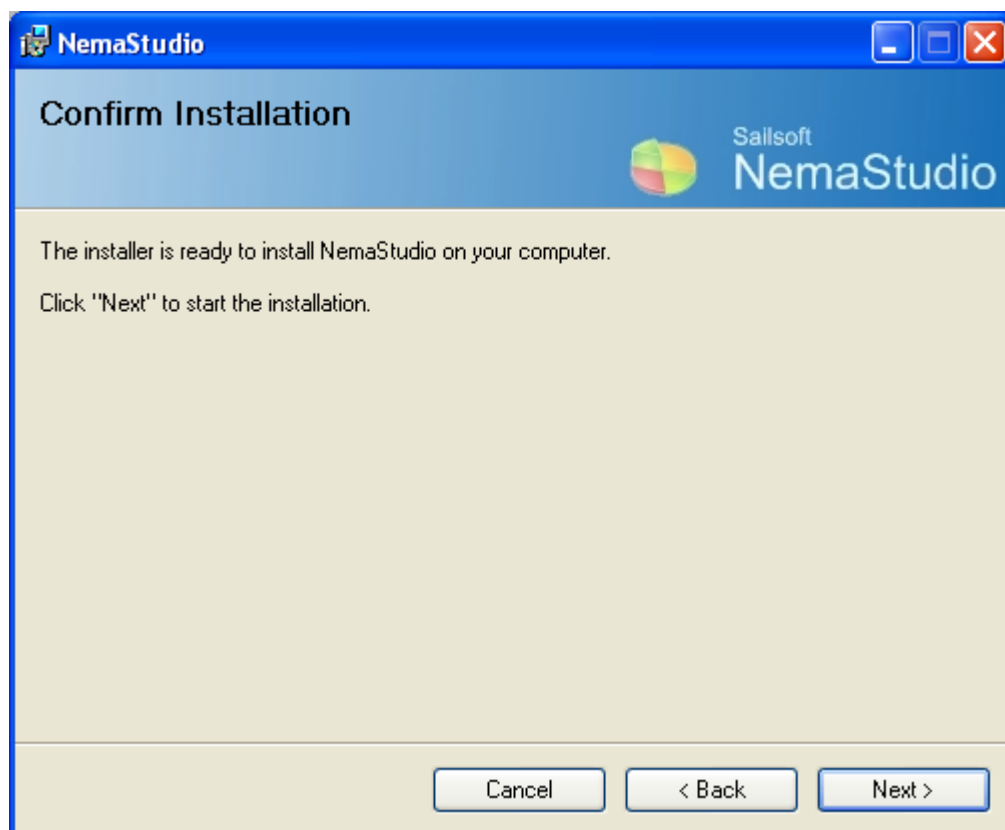 NemaStudio
Confirm Installation
Sailsoft
NemaStudio
The installer is ready to install NemaStudio on your computer.
Click "Next" to start the installation.
Cancel
< Back
Next >